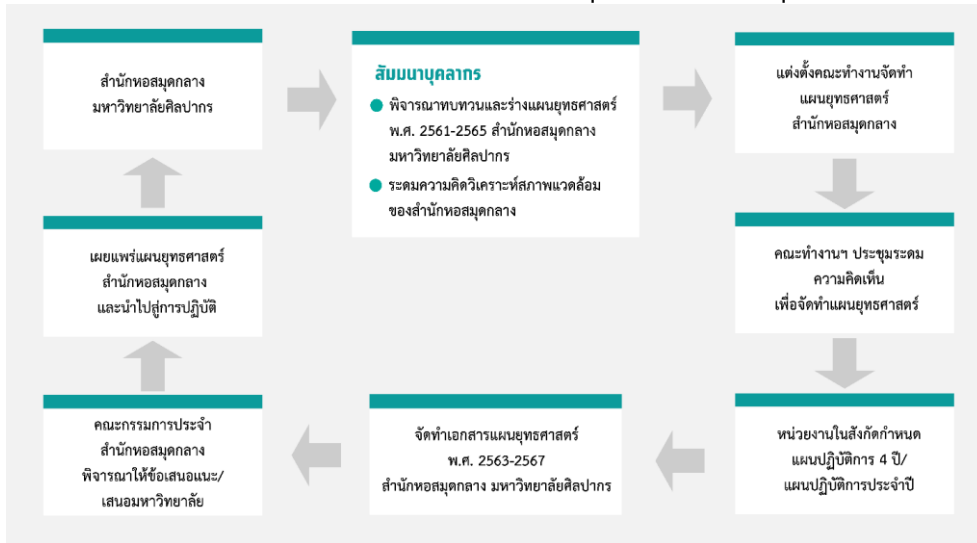 สำนักหอสมุดกลาง
มหาวิทยาลัยศิลปากร
สัมมนาบุคลากร
พิจารณาทบทวนและร่างแผนยุทธศาสตร์
พ.ศ. 2561-2565 สำนักหอสมุดกลาง
มหาวิทยาลัยศิลปากร
ระดมความคิดวิเคราะห์สภาพแวดล้อม
ของสำนักหอสมุดกลาง
แต่งตั้งคณะทำงานจัดทำ
แผนยุทธศาสตร์
สำนักหอสมุดกลาง
คณะทำงานฯ ประชุมระดม
ความคิดเห็น
เพื่อจัดทำแผนยุทธศาสตร์
หน่วยงานในสังกัดกำหนด
แผนปฏิบัติการ 4 ปี/
แผนปฏิบัติการประจำปี
จัดทำเอกสารแผนยุทธศาสตร์
พ.ศ. 2563-2567
สำนักหอสมุดกลาง มหาวิทยาลัยศิลปากร
คณะกรรมการประจำ
สำนักหอสมุดกลาง
พิจารณาให้ข้อเสนอแนะ/
เสนอมหาวิทยาลัย
เผยแพร่แผนยุทธศาสตร์
สำนักหอสมุดกลาง
และนำไปสู่การปฏิบัติ